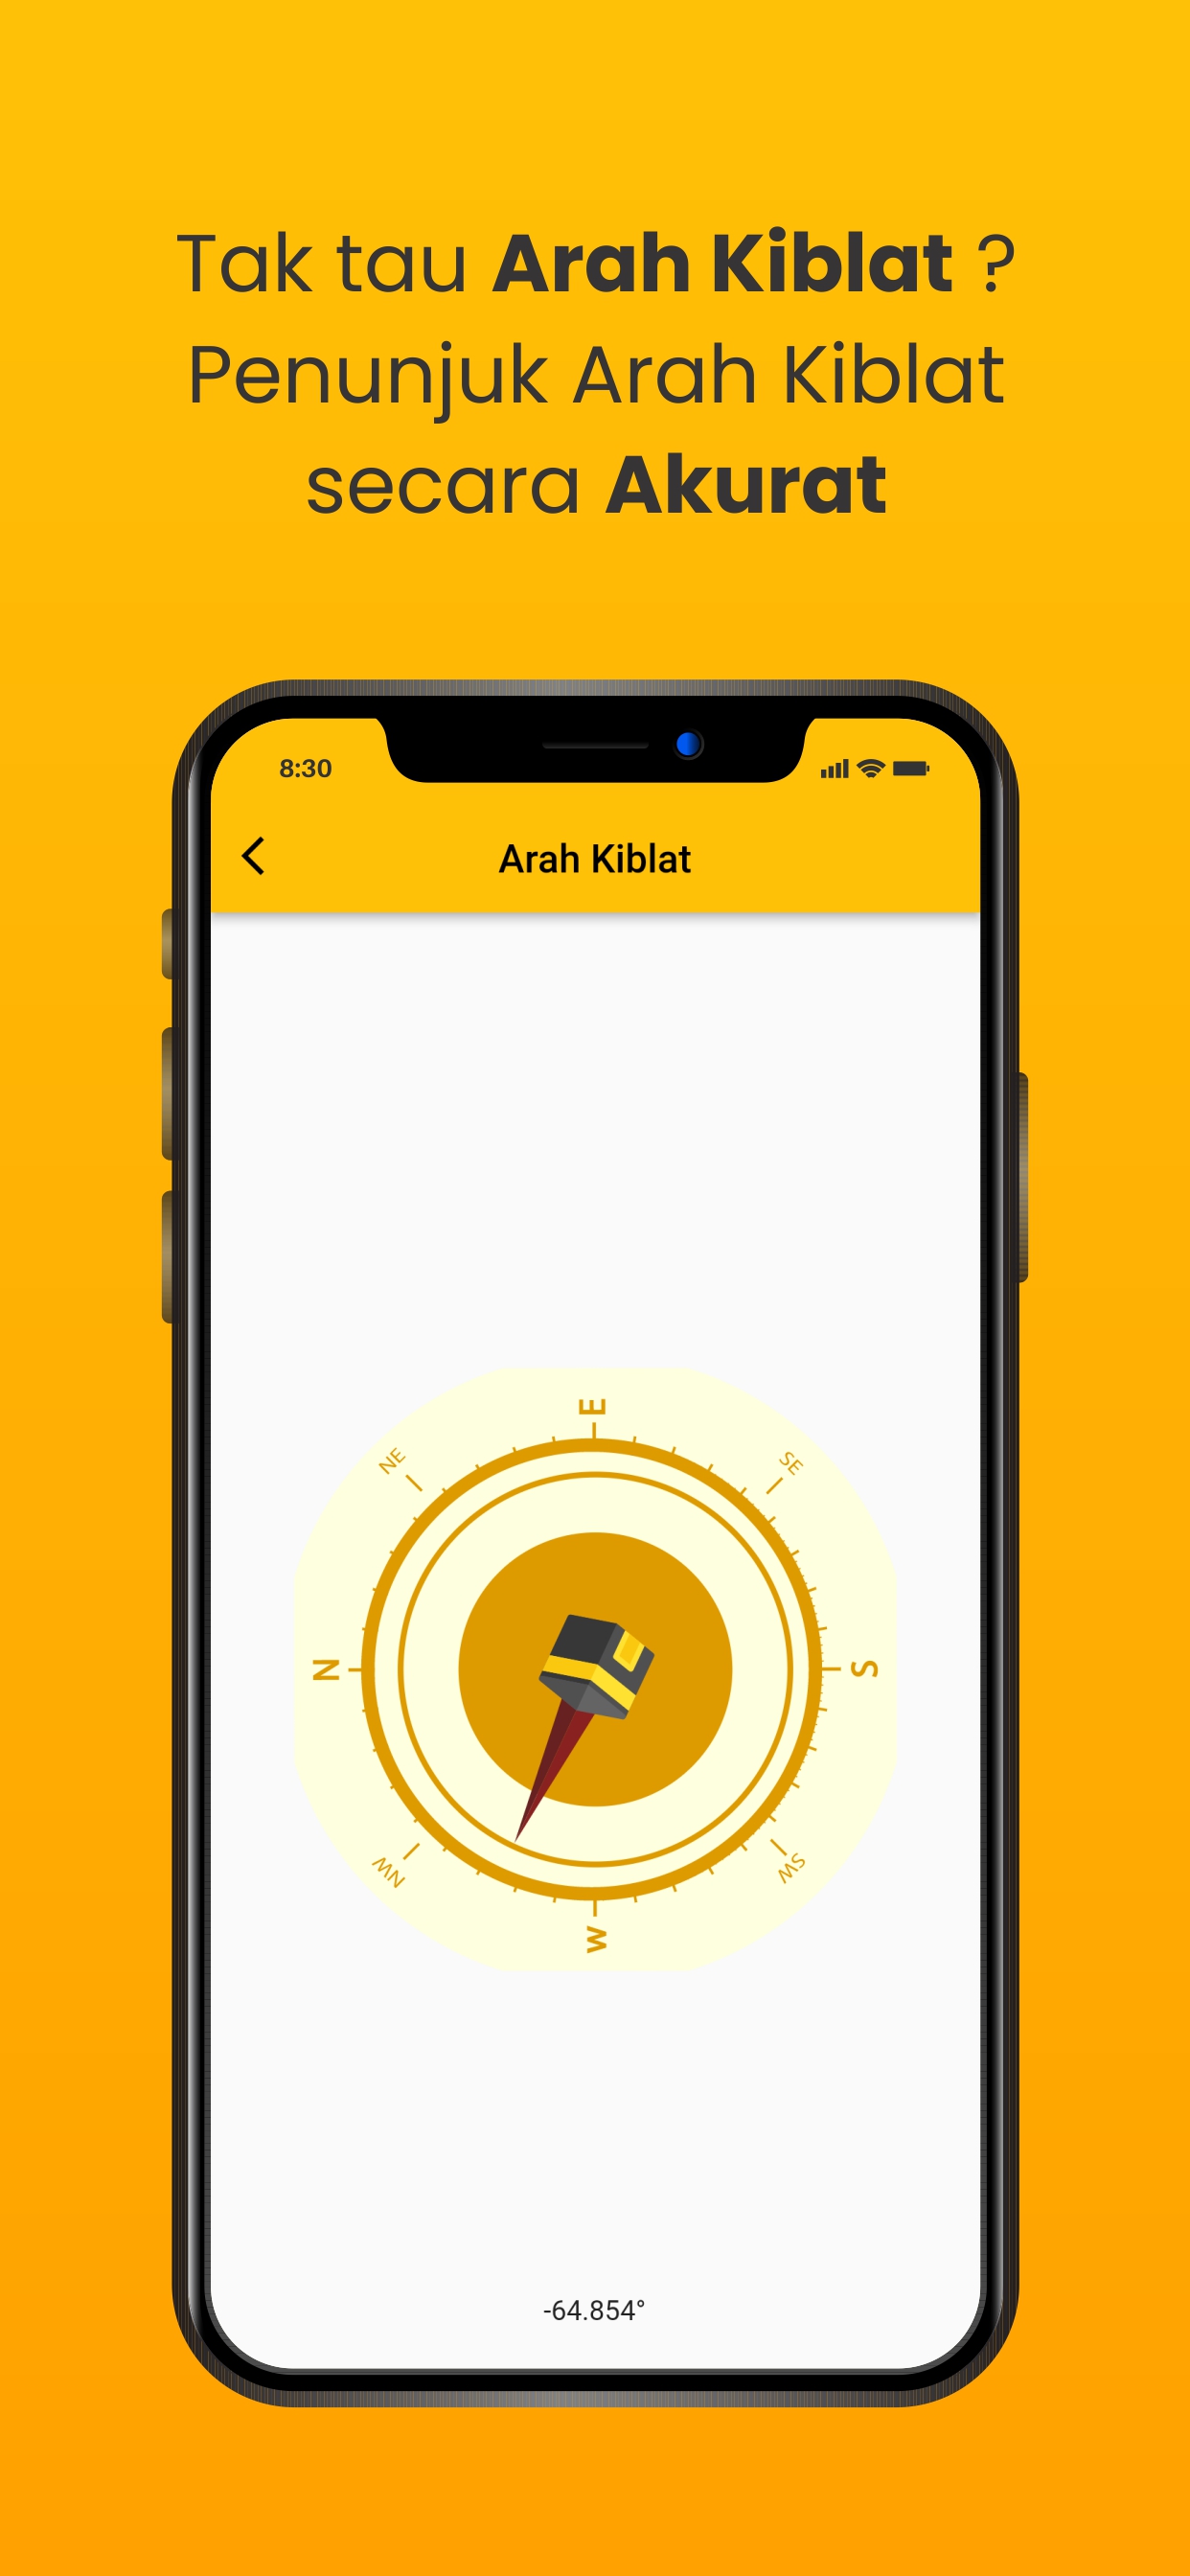 Tak tau Arah Kiblat ?
Penunjuk Arah Kiblat
secara Akurat
8:30
Arah Kiblat
E
NE
SE
N
S
NW
SW
W
-64.854°